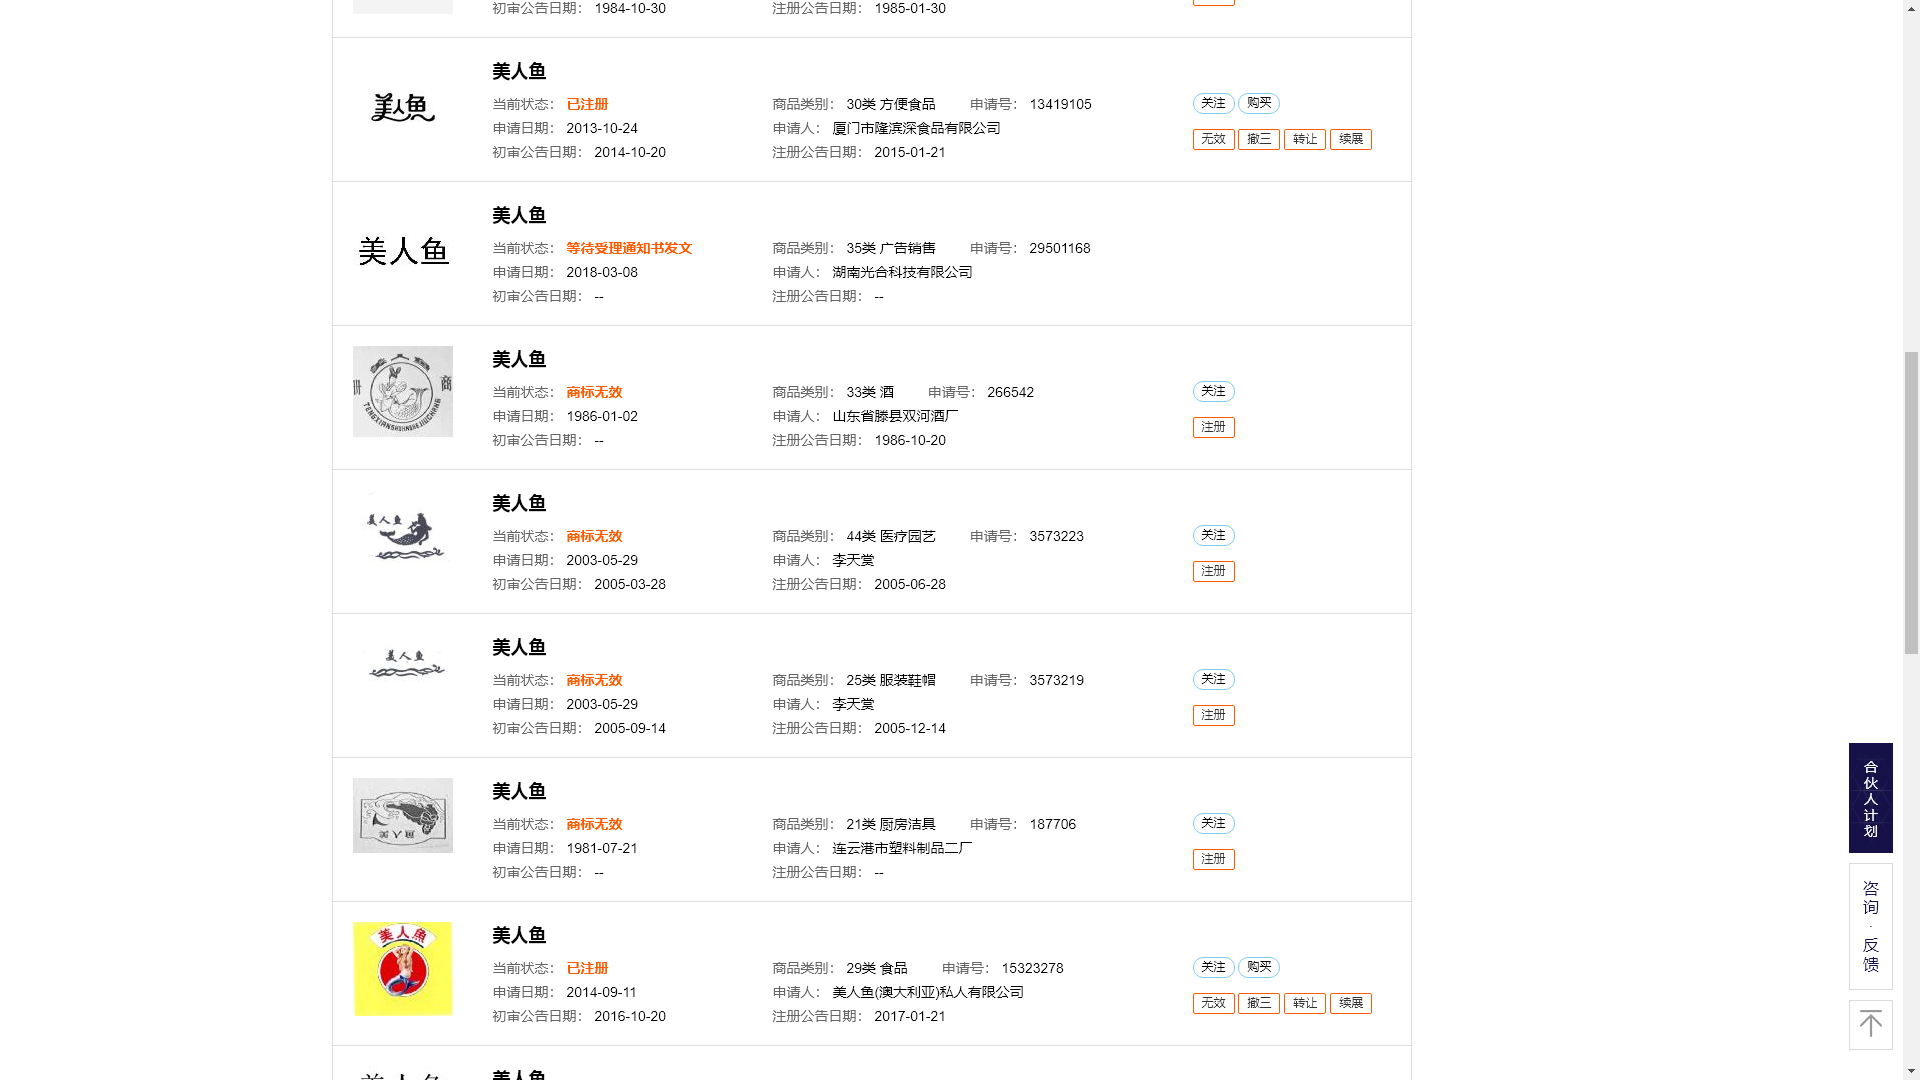 初审公告日期： 1984-10-30 注册公告日期： 1985-01-30
美人鱼
美人鱼
当前状态： 已注册 商品类别： 30类 方便食品 申请号： 13419105 关注 购买
申请日期： 2013-10-24 申请人： 厦门市隆滨深食品有限公司
初审公告日期： 2014-10-20 注册公告日期： 2015-01-21 无效 撤三 转让 续展
美人鱼
美人鱼
当前状态： 等待受理通知书发文 商品类别： 35类 广告销售 申请号： 29501168
申请日期： 2018-03-08 申请人： 湖南光合科技有限公司
初审公告日期： -- 注册公告日期： --
美人鱼
当前状态： 商标无效 商品类别： 33类 酒 申请号： 266542 关注
申请日期： 1986-01-02 申请人： 山东省滕县双河酒厂
初审公告日期： -- 注册公告日期： 1986-10-20 注册
美人鱼
美人鱼
当前状态： 商标无效 商品类别： 44类 医疗园艺 申请号： 3573223 关注
申请日期： 2003-05-29 申请人： 李天赏
初审公告日期： 2005-03-28 注册公告日期： 2005-06-28 注册
美人鱼
美人鱼
当前状态： 商标无效 商品类别： 25类 服装鞋帽 申请号： 3573219 关注
申请日期： 2003-05-29 申请人： 李天赏
初审公告日期： 2005-09-14 注册公告日期： 2005-12-14 注册
美人鱼
当前状态： 商标无效 商品类别： 21类 厨房洁具 申请号： 187706 关注
申请日期： 1981-07-21 申请人： 连云港市塑料制品二厂
初审公告日期： -- 注册公告日期： -- 注册
美人魚
美人鱼
当前状态： 已注册 商品类别： 29类 食品 申请号： 15323278 关注 购买
申请日期： 2014-09-11 申请人： 美人鱼(澳大利亚)私人有限公司
初审公告日期： 2016-10-20 注册公告日期： 2017-01-21 无效 撤三 转让 续展
美人鱼
合伙人计划
咨询·反馈